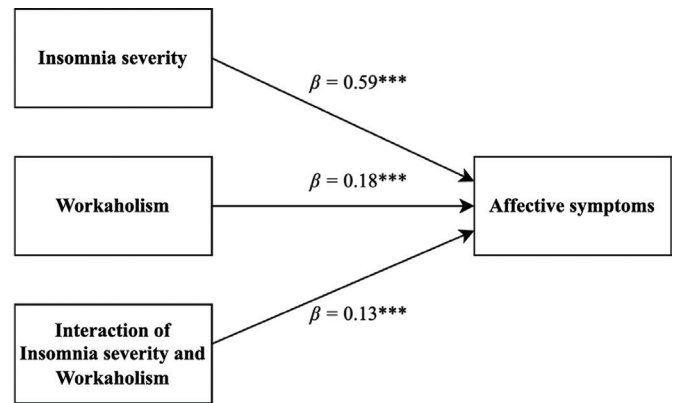 Insomnia severity
β = 0.59***
Workaholism
β = 0.18***
Affective symptoms
Interaction of
Insomnia severity and
Workaholism
β = 0.13***